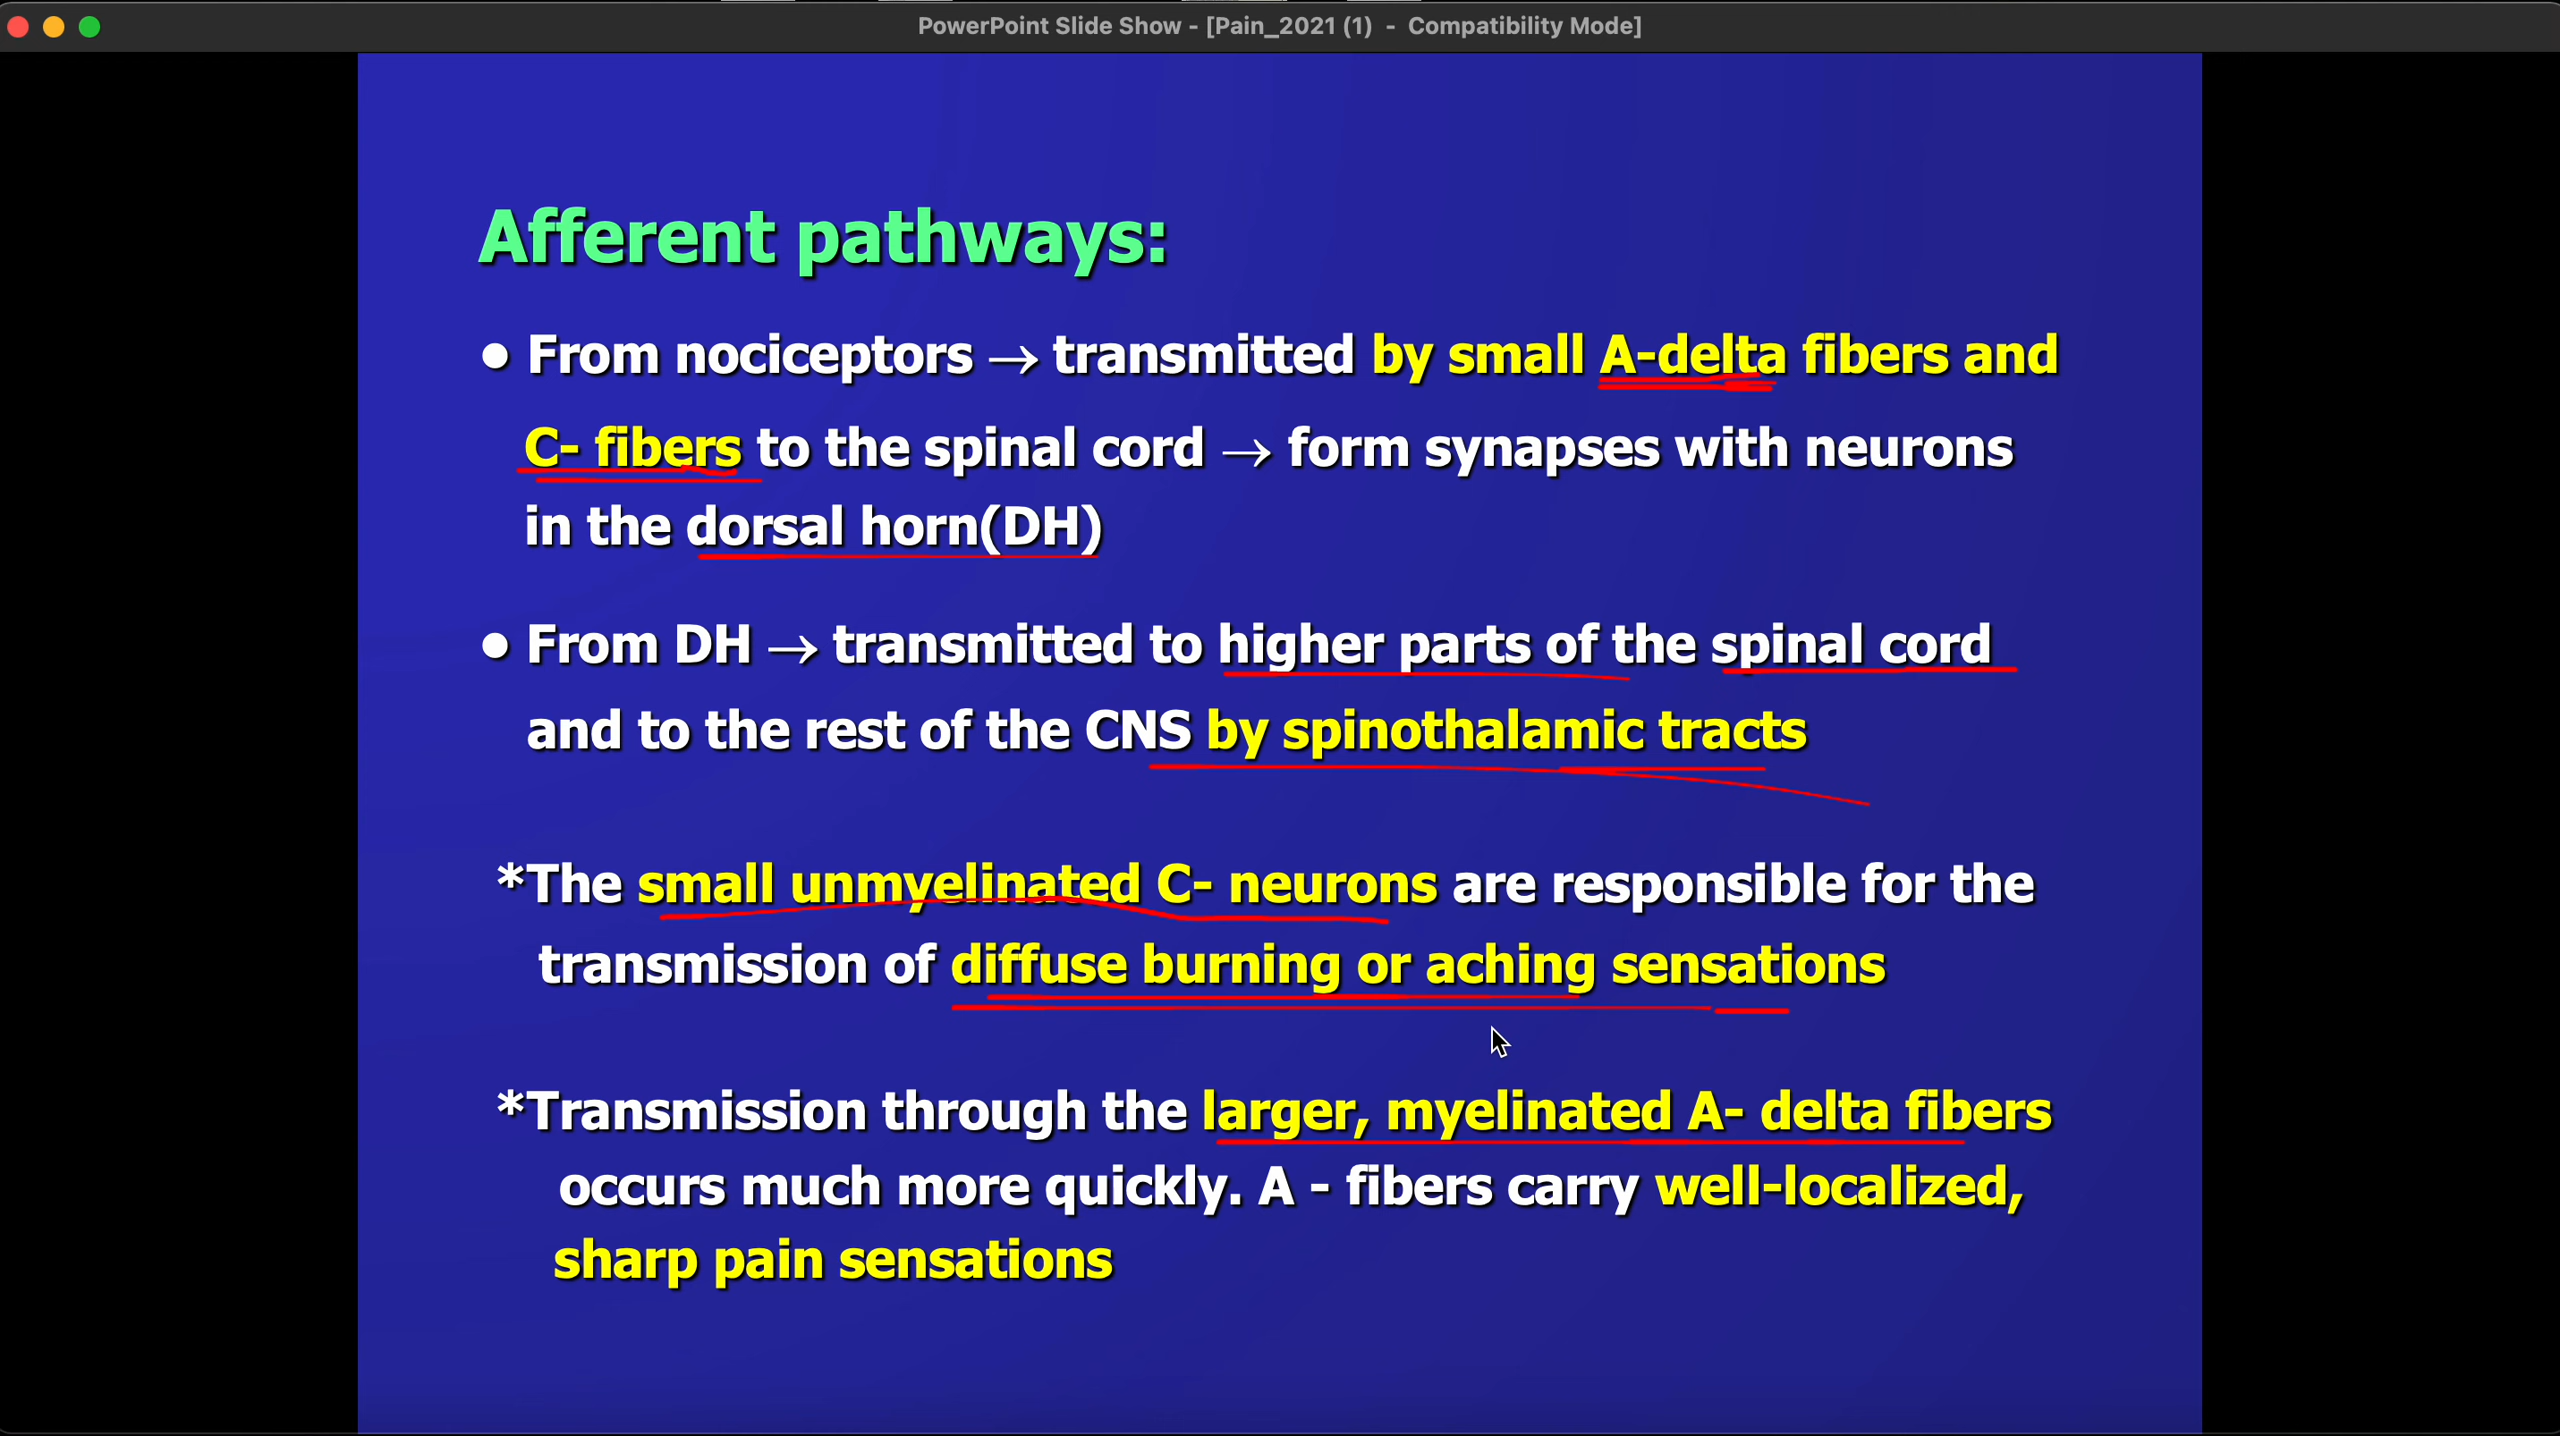 PowerPoint Slide Show - [Pain_2021 (1)  -  Compatibility Mode]
Afferent pathways:
● From nociceptors → transmitted by small A-delta fibers and
C- fibers to the spinal cord → form synapses with neurons
in the dorsal horn(DH)
● From DH → transmitted to higher parts of the spinal cord
and to the rest of the CNS by spinothalamic tracts
*The small unmyelinated C- neurons are responsible for the
transmission of diffuse burning or aching sensations
*Transmission through the larger, myelinated A- delta fibers
occurs much more quickly. A - fibers carry well-localized,
sharp pain sensations